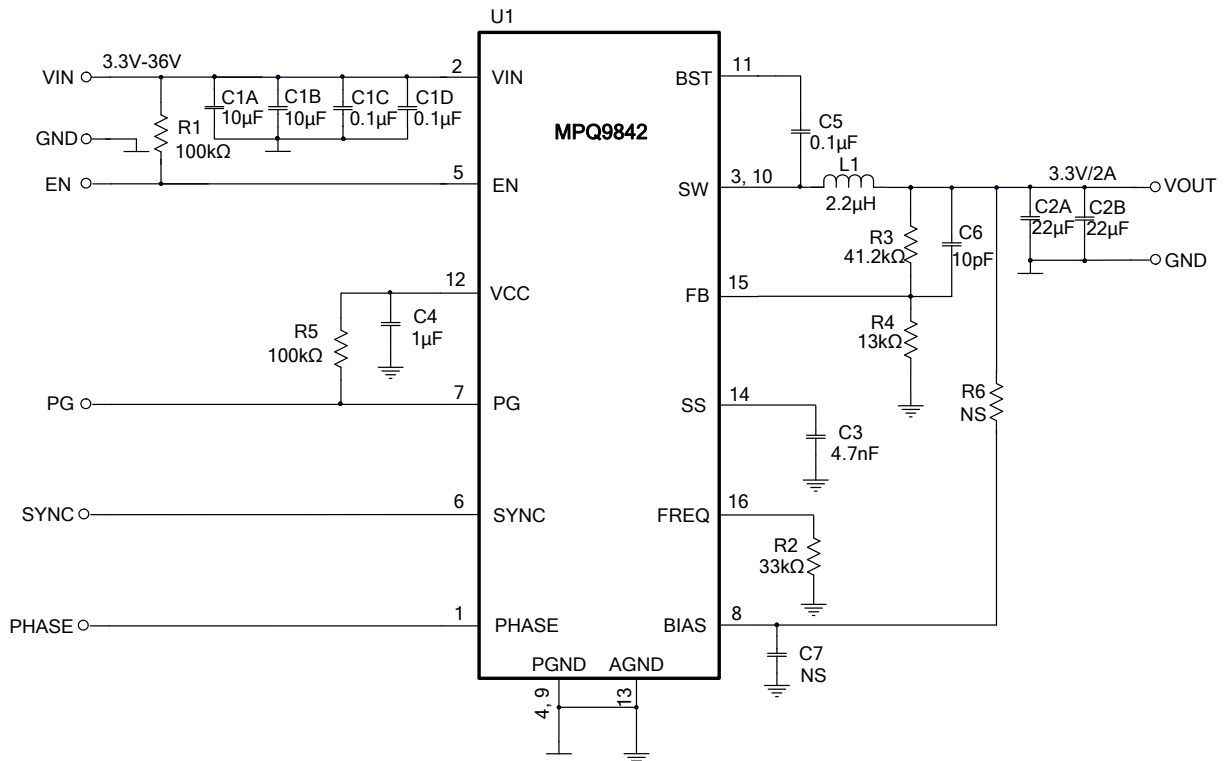 U1
MPQ9842
3.3V-36V
VIN
GND
EN
R1
100kΩ
C1A
10µF
C1B
10µF
C1C
0.1µF
C1D
0.1µF
2
VIN
5
EN
12
VCC
R5
100kΩ
C4
1µF
PG
7
PG
SYNC
6
SYNC
PHASE
1
PHASE
PGND
AGND
4, 9
13
BST
11
C5
0.1µF
SW
3, 10
L1
2.2µH
3.3V/2A
VOUT
C2A
22µF
C2B
22µF
GND
R3
41.2kΩ
C6
10pF
FB
15
R4
13kΩ
R6
NS
SS
14
C3
4.7nF
FREQ
16
R2
33kΩ
BIAS
8
C7
NS